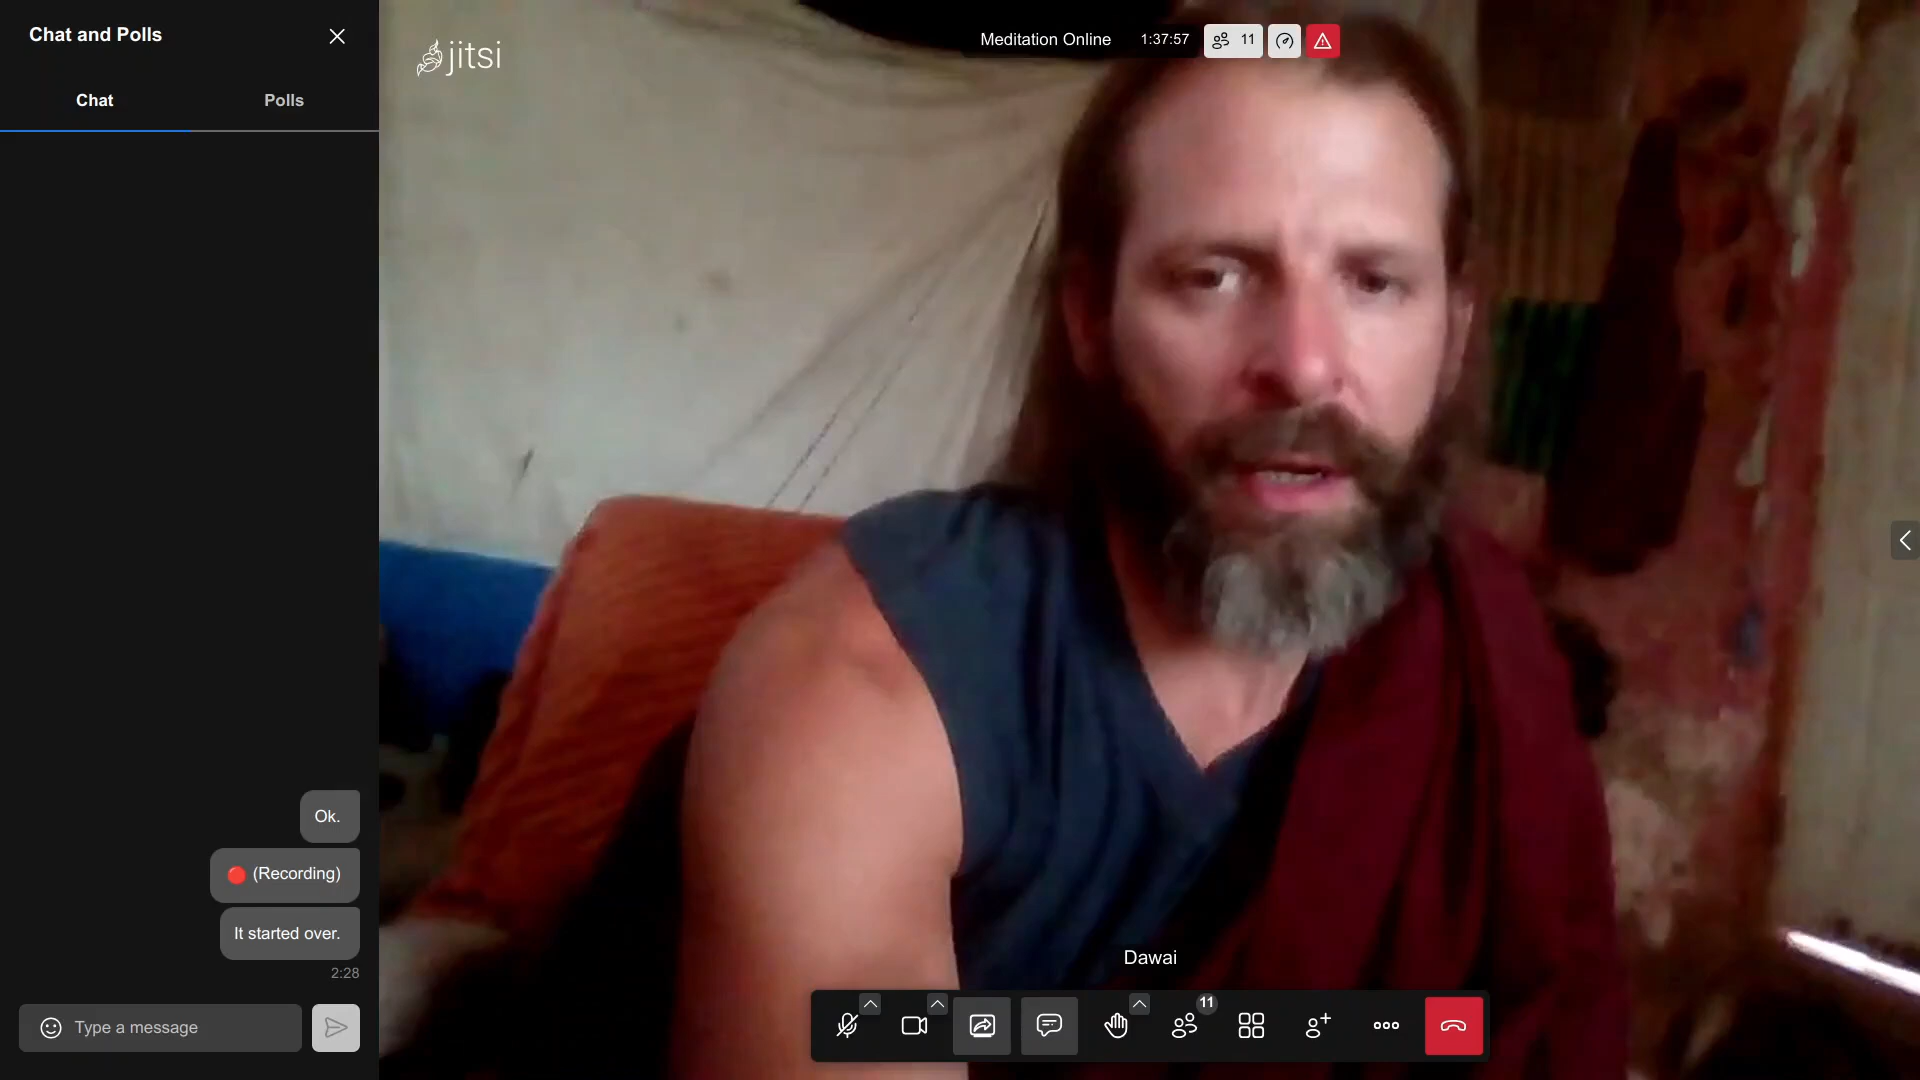 Chat and Polls
Chat
Polls
jitsi
Meditation Online
1:37:57
11
Ok.
🔴 (Recording)
It started over.
2:28
Type a message
Dawai
11